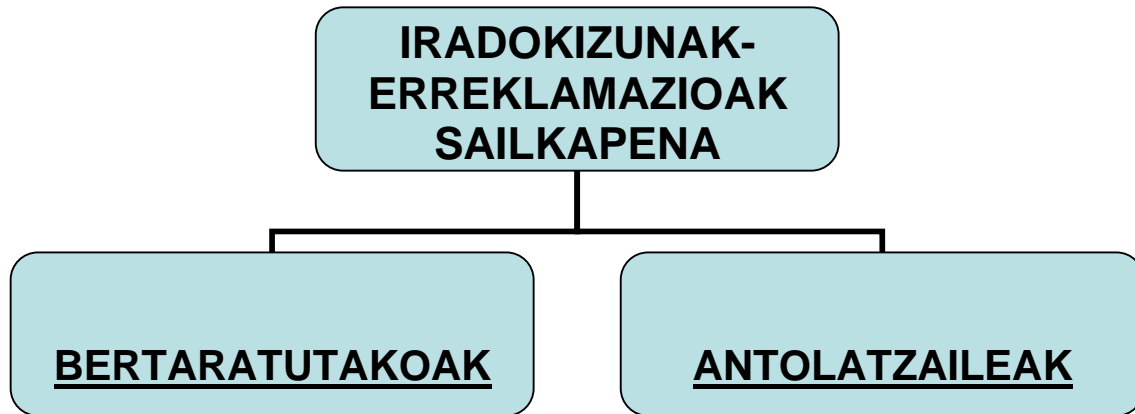 IRADOKIZUNAK-
ERREKLAMAZIOAK
SAILKAPENA
BERTARATUTAKOAK
ANTOLATZAILEAK